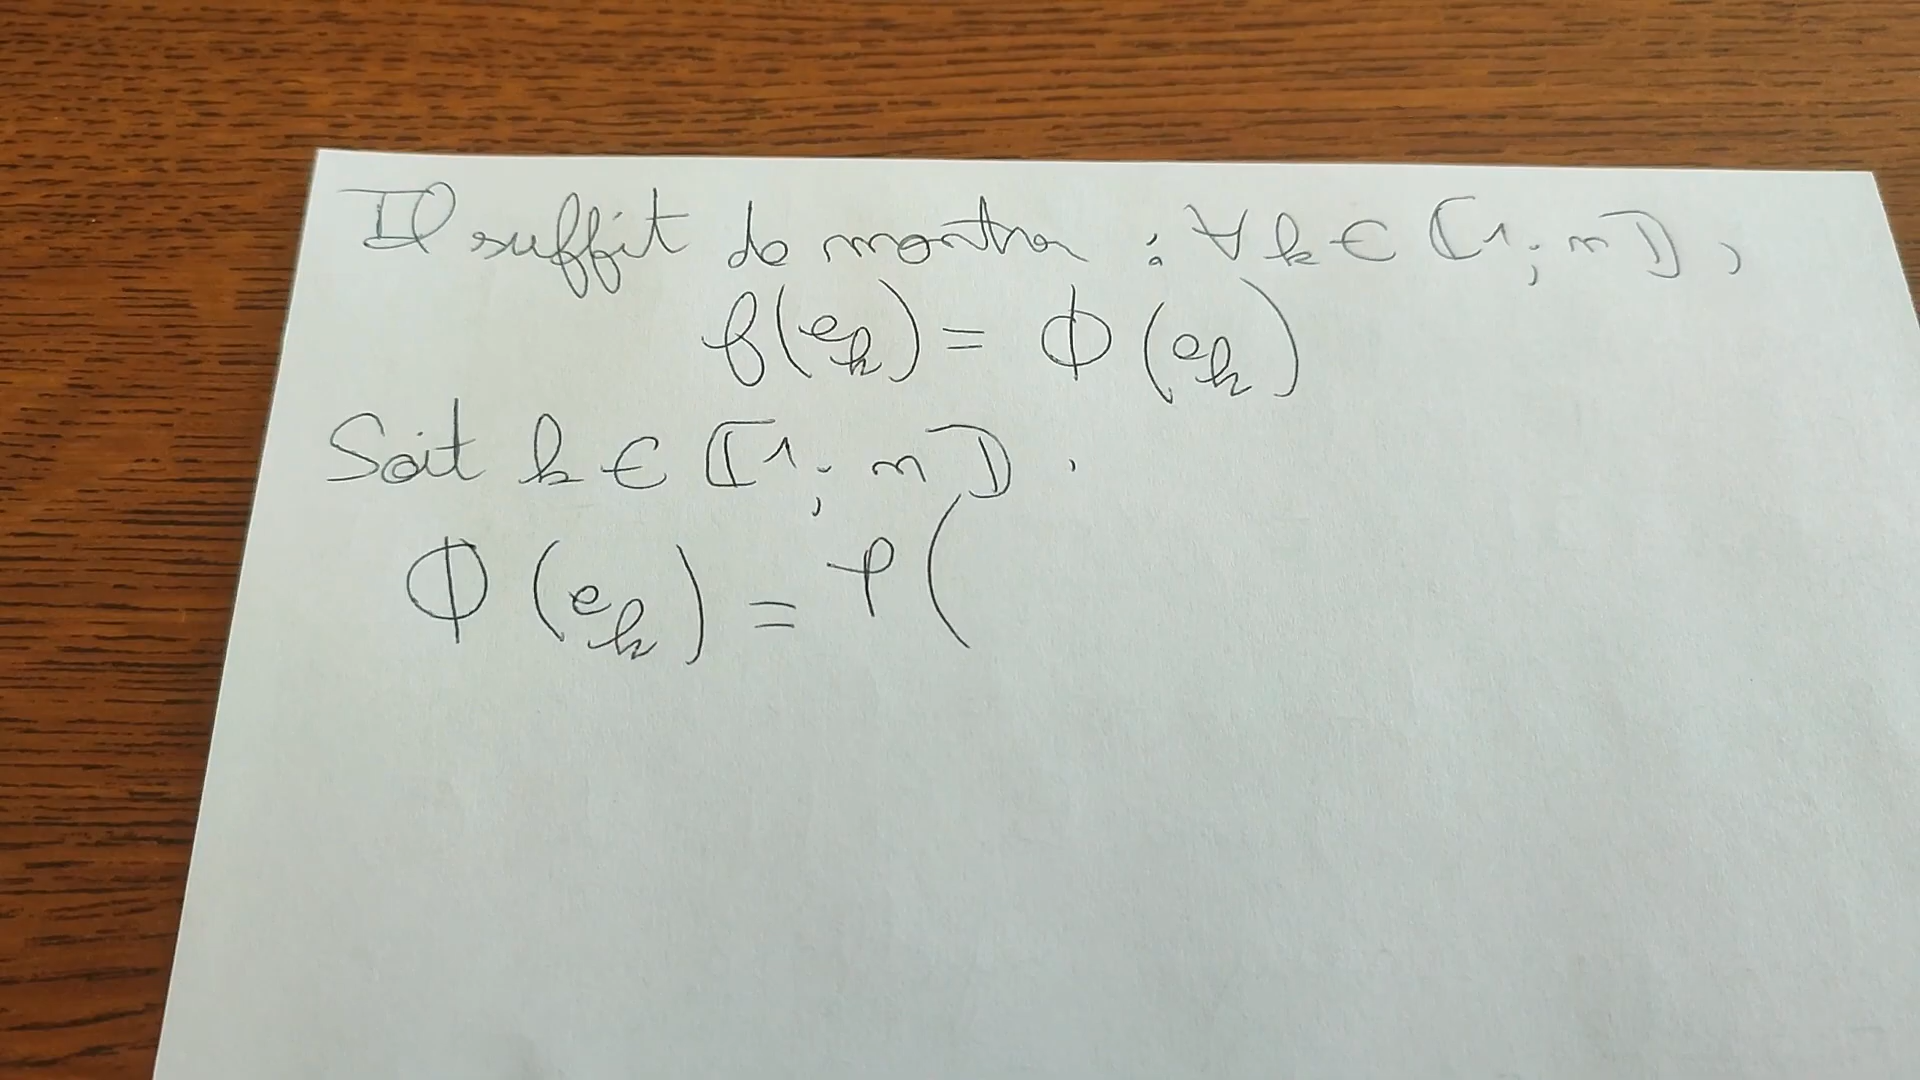 Il suffit de montrer : ∀ k ∈ ⟦1 ; n⟧,
f(e_k) = Φ(e_k)
Soit k ∈ ⟦1 ; n⟧.
Φ(e_k) = φ(